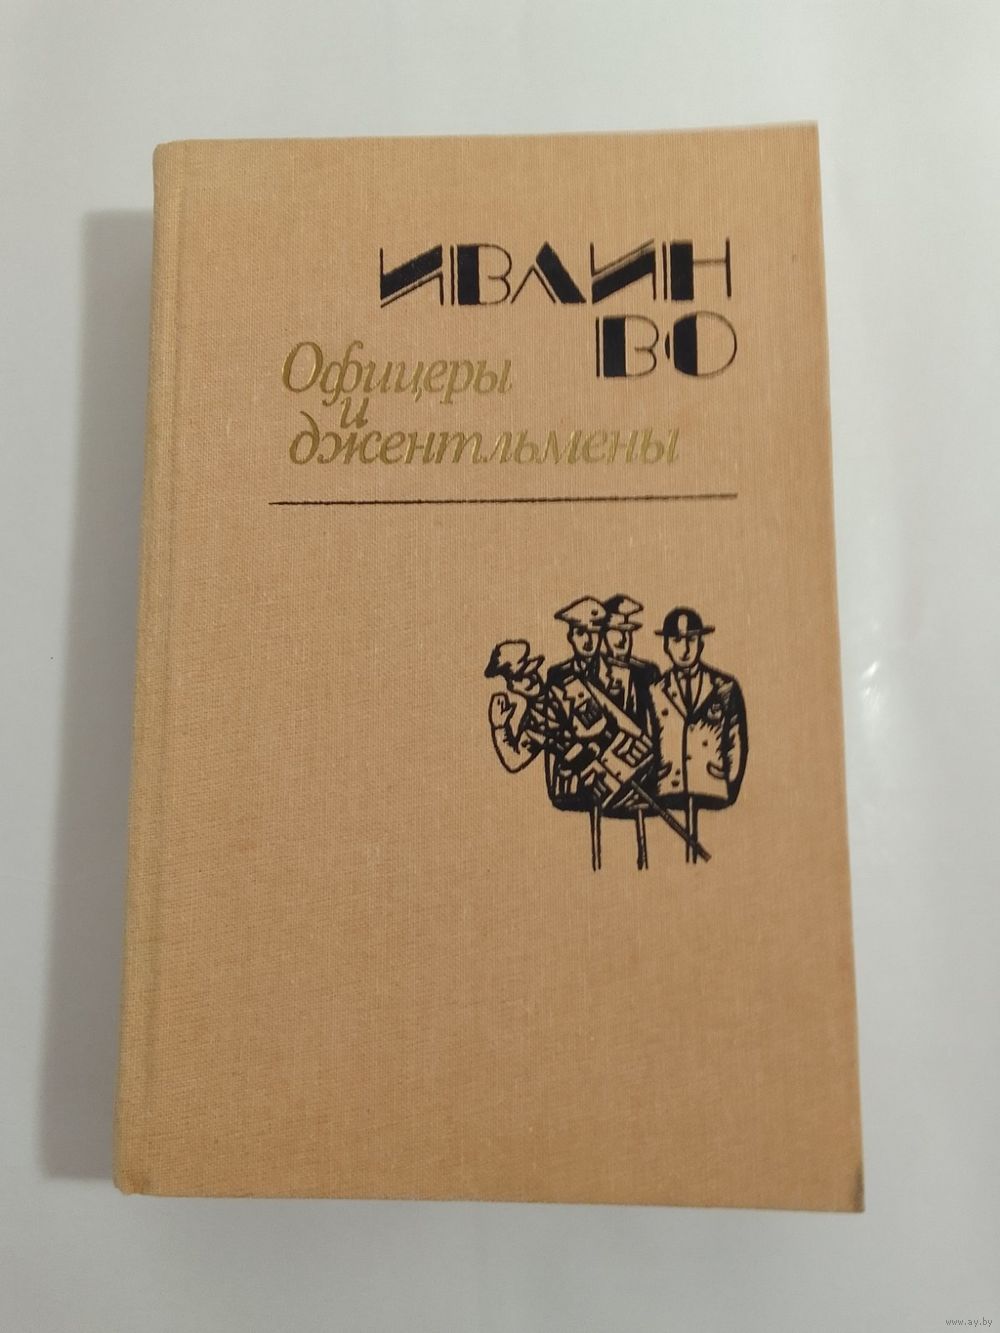 ИВЛИН
ВО
Офицеры
и
джентльмены
www.ay.by